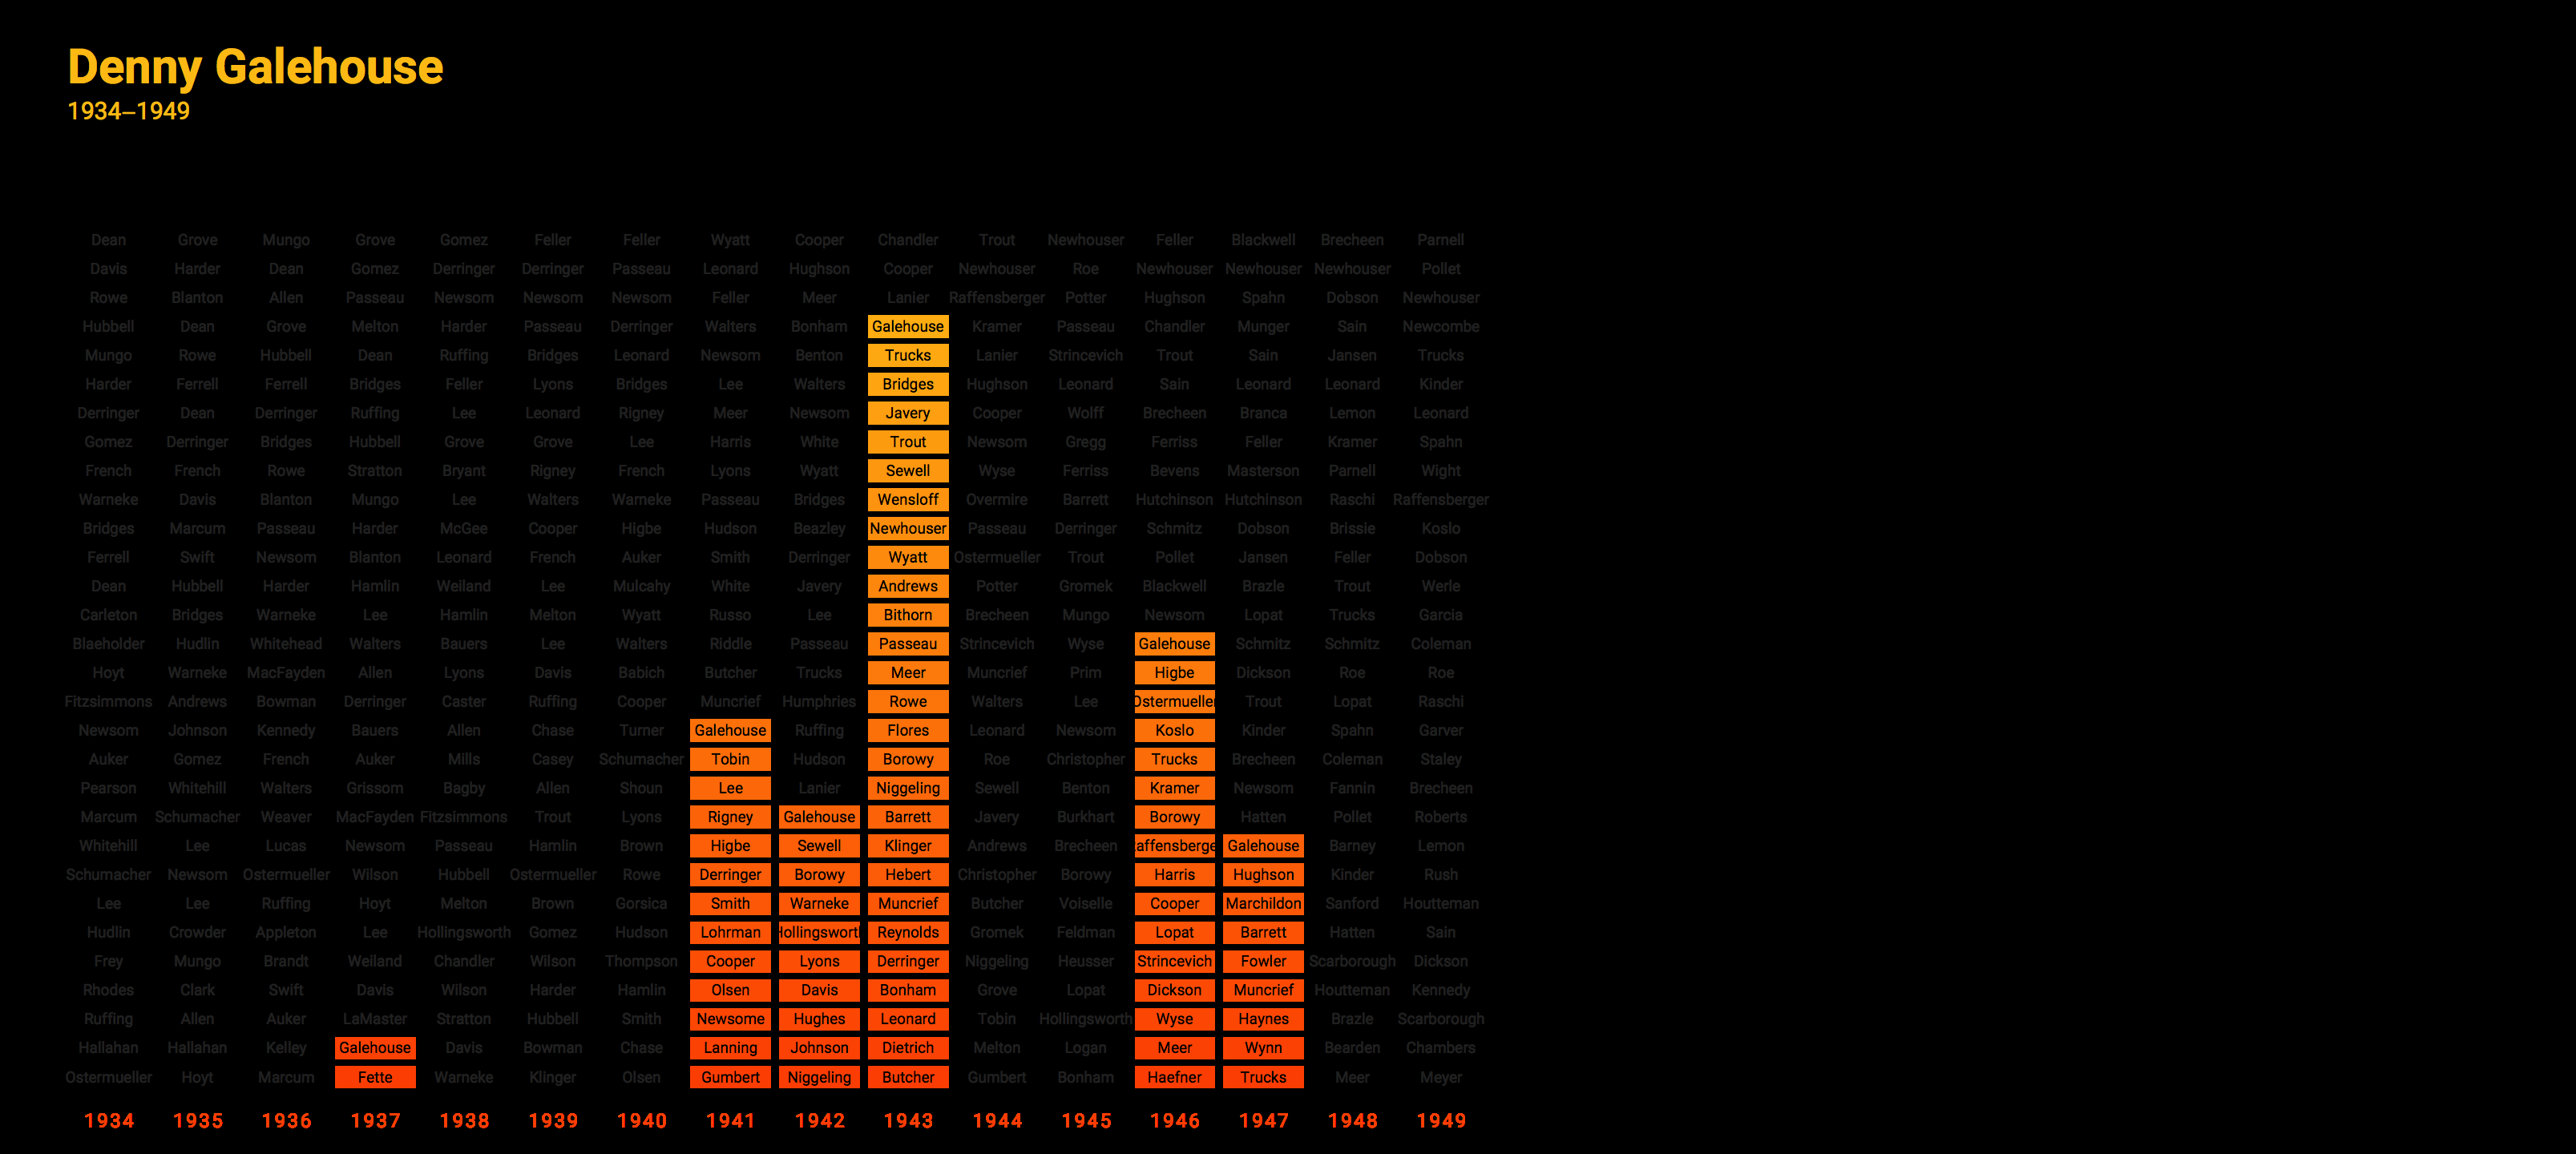 Denny Galehouse
1934–1949
Dean Grove Mungo Grove Gomez Feller Feller Wyatt Cooper Chandler Trout Newhouser Feller Blackwell Brecheen Parnell
Davis Harder Dean Gomez Derringer Derringer Passeau Leonard Hughson Cooper Newhouser Roe Newhouser Newhouser Newhouser Pollet
Rowe Blanton Allen Passeau Newsom Newsom Newsom Feller Meer Lanier Raffensberger Potter Hughson Spahn Dobson Newhouser
Hubbell Dean Grove Melton Harder Passeau Derringer Walters Bonham Galehouse Kramer Passeau Chandler Munger Sain Newcombe
Mungo Rowe Hubbell Dean Ruffing Bridges Leonard Newsom Benton Trucks Lanier Strincevich Trout Sain Jansen Trucks
Harder Ferrell Ferrell Bridges Feller Lyons Bridges Lee Walters Bridges Hughson Leonard Sain Leonard Leonard Kinder
Derringer Dean Derringer Ruffing Lee Leonard Rigney Meer Newsom Javery Cooper Wolff Brecheen Branca Lemon Leonard
Gomez Derringer Bridges Hubbell Grove Grove Lee Harris White Trout Newsom Gregg Ferriss Feller Kramer Spahn
French French Rowe Stratton Bryant Rigney French Lyons Wyatt Sewell Wyse Ferriss Bevens Masterson Parnell Wight
Warneke Davis Blanton Mungo Lee Walters Warneke Passeau Bridges Wensloff Overmire Barrett Hutchinson Hutchinson Raschi Raffensberger
Bridges Marcum Passeau Harder McGee Cooper Higbe Hudson Beazley Newhouser Passeau Derringer Schmitz Dobson Brissie Koslo
Ferrell Swift Newsom Blanton Leonard French Auker Smith Derringer Wyatt Ostermueller Trout Pollet Jansen Feller Dobson
Dean Hubbell Harder Hamlin Weiland Lee Mulcahy White Javery Andrews Potter Gromek Blackwell Brazle Trout Werle
Carleton Bridges Warneke Lee Hamlin Melton Wyatt Russo Lee Bithorn Brecheen Mungo Newsom Lopat Trucks Garcia
Blaeholder Hudlin Whitehead Walters Bauers Lee Walters Riddle Passeau Passeau Strincevich Wyse Galehouse Schmitz Schmitz Coleman
Hoyt Warneke MacFayden Allen Lyons Davis Babich Butcher Trucks Meer Muncrief Prim Higbe Dickson Roe Roe
Fitzsimmons Andrews Bowman Derringer Caster Ruffing Cooper Muncrief Humphries Rowe Walters Lee Ostermueller Trout Lopat Raschi
Newsom Johnson Kennedy Bauers Allen Chase Turner Galehouse Ruffing Flores Leonard Newsom Koslo Kinder Spahn Garver
Auker Gomez French Auker Mills Casey Schumacher Tobin Hudson Borowy Roe Christopher Trucks Brecheen Coleman Staley
Pearson Whitehill Walters Grissom Bagby Allen Shoun Lee Lanier Niggeling Sewell Benton Kramer Newsom Fannin Brecheen
Marcum Schumacher Weaver MacFayden Fitzsimmons Trout Lyons Rigney Galehouse Barrett Javery Burkhart Borowy Hatten Pollet Roberts
Whitehill Lee Lucas Newsom Passeau Hamlin Brown Higbe Sewell Klinger Andrews Brecheen affensberge Galehouse Barney Lemon
Schumacher Newsom Ostermueller Wilson Hubbell Ostermueller Rowe Derringer Borowy Hebert Christopher Borowy Harris Hughson Kinder Rush
Lee Lee Ruffing Hoyt Melton Brown Gorsica Smith Warneke Muncrief Butcher Voiselle Cooper Marchildon Sanford Houtteman
Hudlin Crowder Appleton Lee Hollingsworth Gomez Hudson Lohrman Hollingsworth Reynolds Gromek Feldman Lopat Barrett Hatten Sain
Frey Mungo Brandt Weiland Chandler Wilson Thompson Cooper Lyons Derringer Niggeling Heusser Strincevich Fowler Scarborough Dickson
Rhodes Clark Swift Davis Wilson Harder Hamlin Olsen Davis Bonham Grove Lopat Dickson Muncrief Houtteman Kennedy
Ruffing Allen Auker LaMaster Stratton Hubbell Smith Newsome Hughes Leonard Tobin Hollingsworth Wyse Haynes Brazle Scarborough
Hallahan Hallahan Kelley Galehouse Davis Bowman Chase Lanning Johnson Dietrich Melton Logan Meer Wynn Bearden Chambers
Ostermueller Hoyt Marcum Fette Warneke Klinger Olsen Gumbert Niggeling Butcher Gumbert Bonham Haefner Trucks Meer Meyer
1934 1935 1936 1937 1938 1939 1940 1941 1942 1943 1944 1945 1946 1947 1948 1949